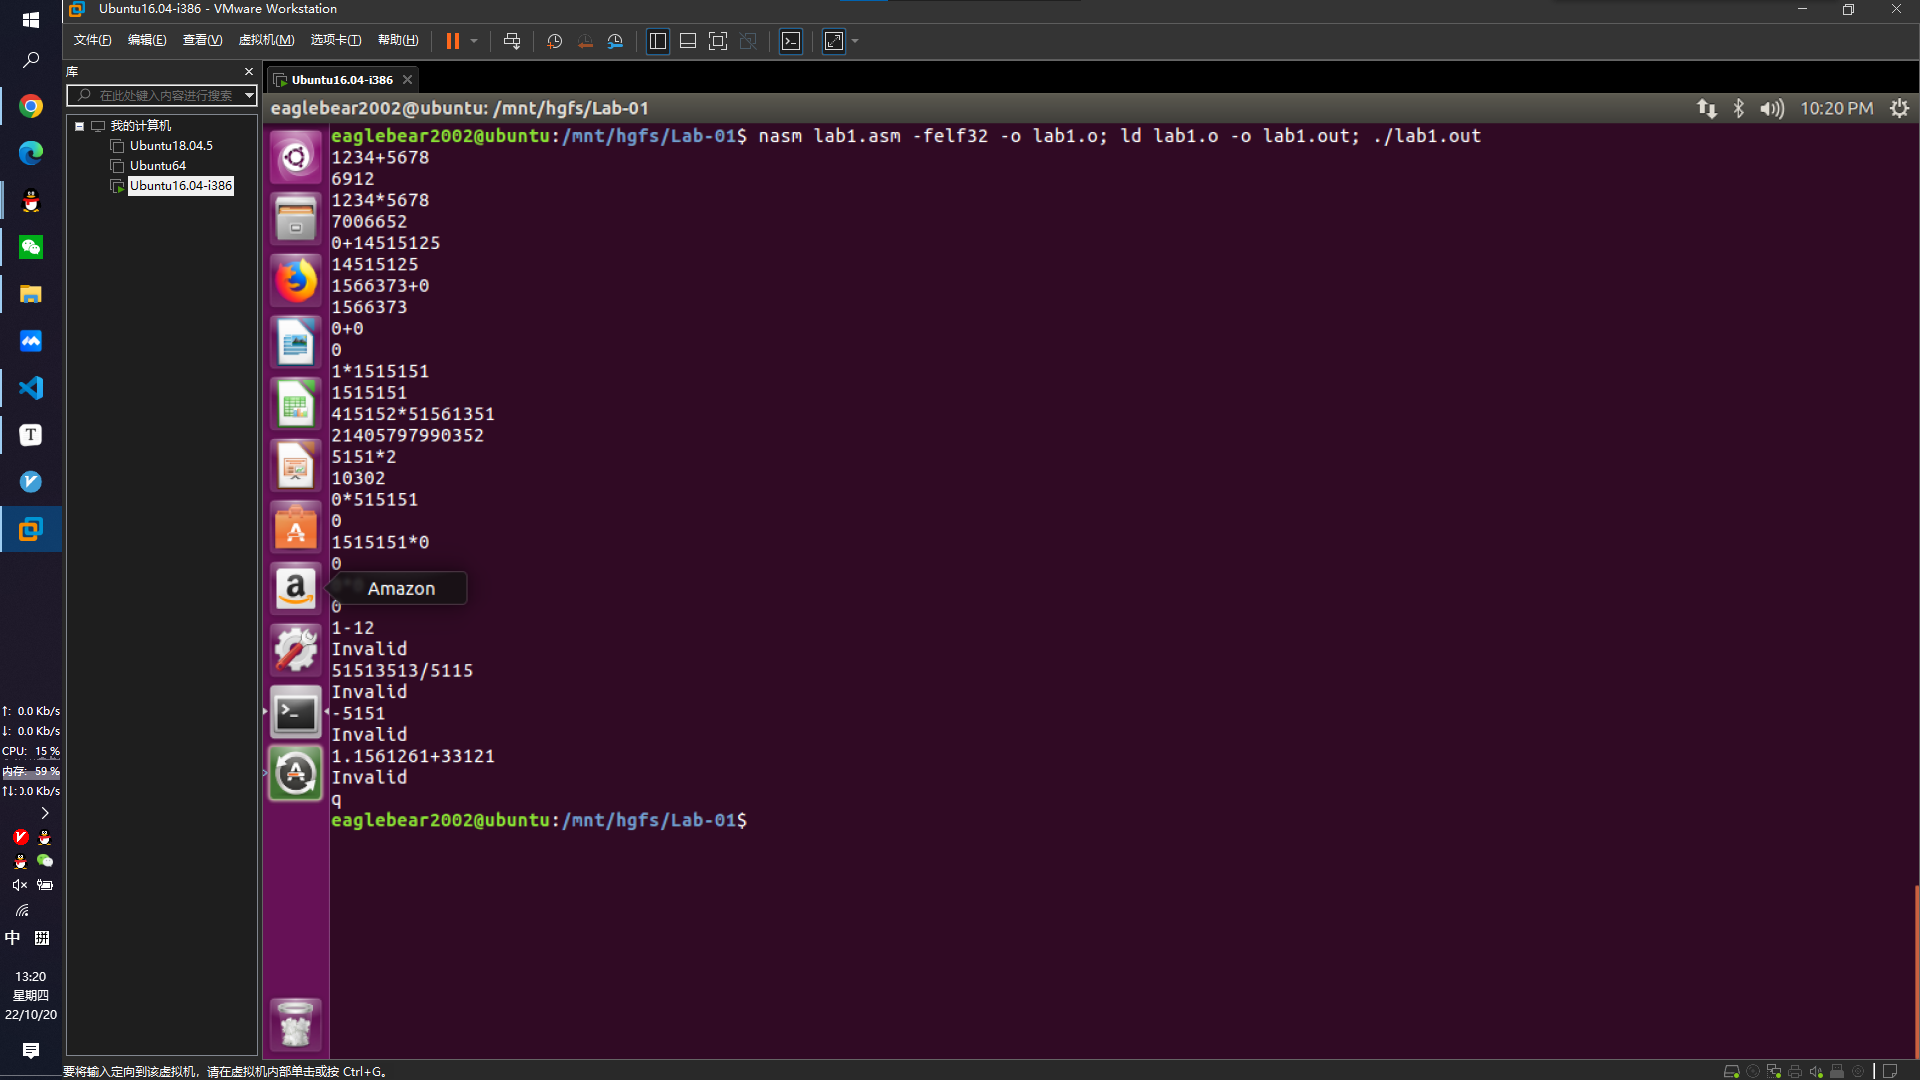 Ubuntu16.04-i386 - VMware Workstation
文件(F) 编辑(E) 查看(V) 虚拟机(M) 选项卡(T) 帮助(H)
库
在此处键入内容进行搜索
我的计算机
Ubuntu18.04.5
Ubuntu64
Ubuntu16.04-i386
Ubuntu16.04-i386
eaglebear2002@ubuntu: /mnt/hgfs/Lab-01
10:20 PM
eaglebear2002@ubuntu:/mnt/hgfs/Lab-01$ nasm lab1.asm -felf32 -o lab1.o; ld lab1.o -o lab1.out; ./lab1.out
1234+5678
6912
1234*5678
7006652
0+14515125
14515125
1566373+0
1566373
0+0
0
1*1515151
1515151
415152*51561351
21405797990352
5151*2
10302
0*515151
0
1515151*0
0
Amazon
0
1-12
Invalid
51513513/5115
Invalid
-5151
Invalid
1.1561261+33121
Invalid
q
eaglebear2002@ubuntu:/mnt/hgfs/Lab-01$
↑: 0.0 Kb/s
↓: 0.0 Kb/s
CPU: 15 %
内存: 59 %
0.0 Kb/s
中 拼
13:20
星期四
22/10/20
要将输入定向到该虚拟机，请在虚拟机内部单击或按 Ctrl+G。